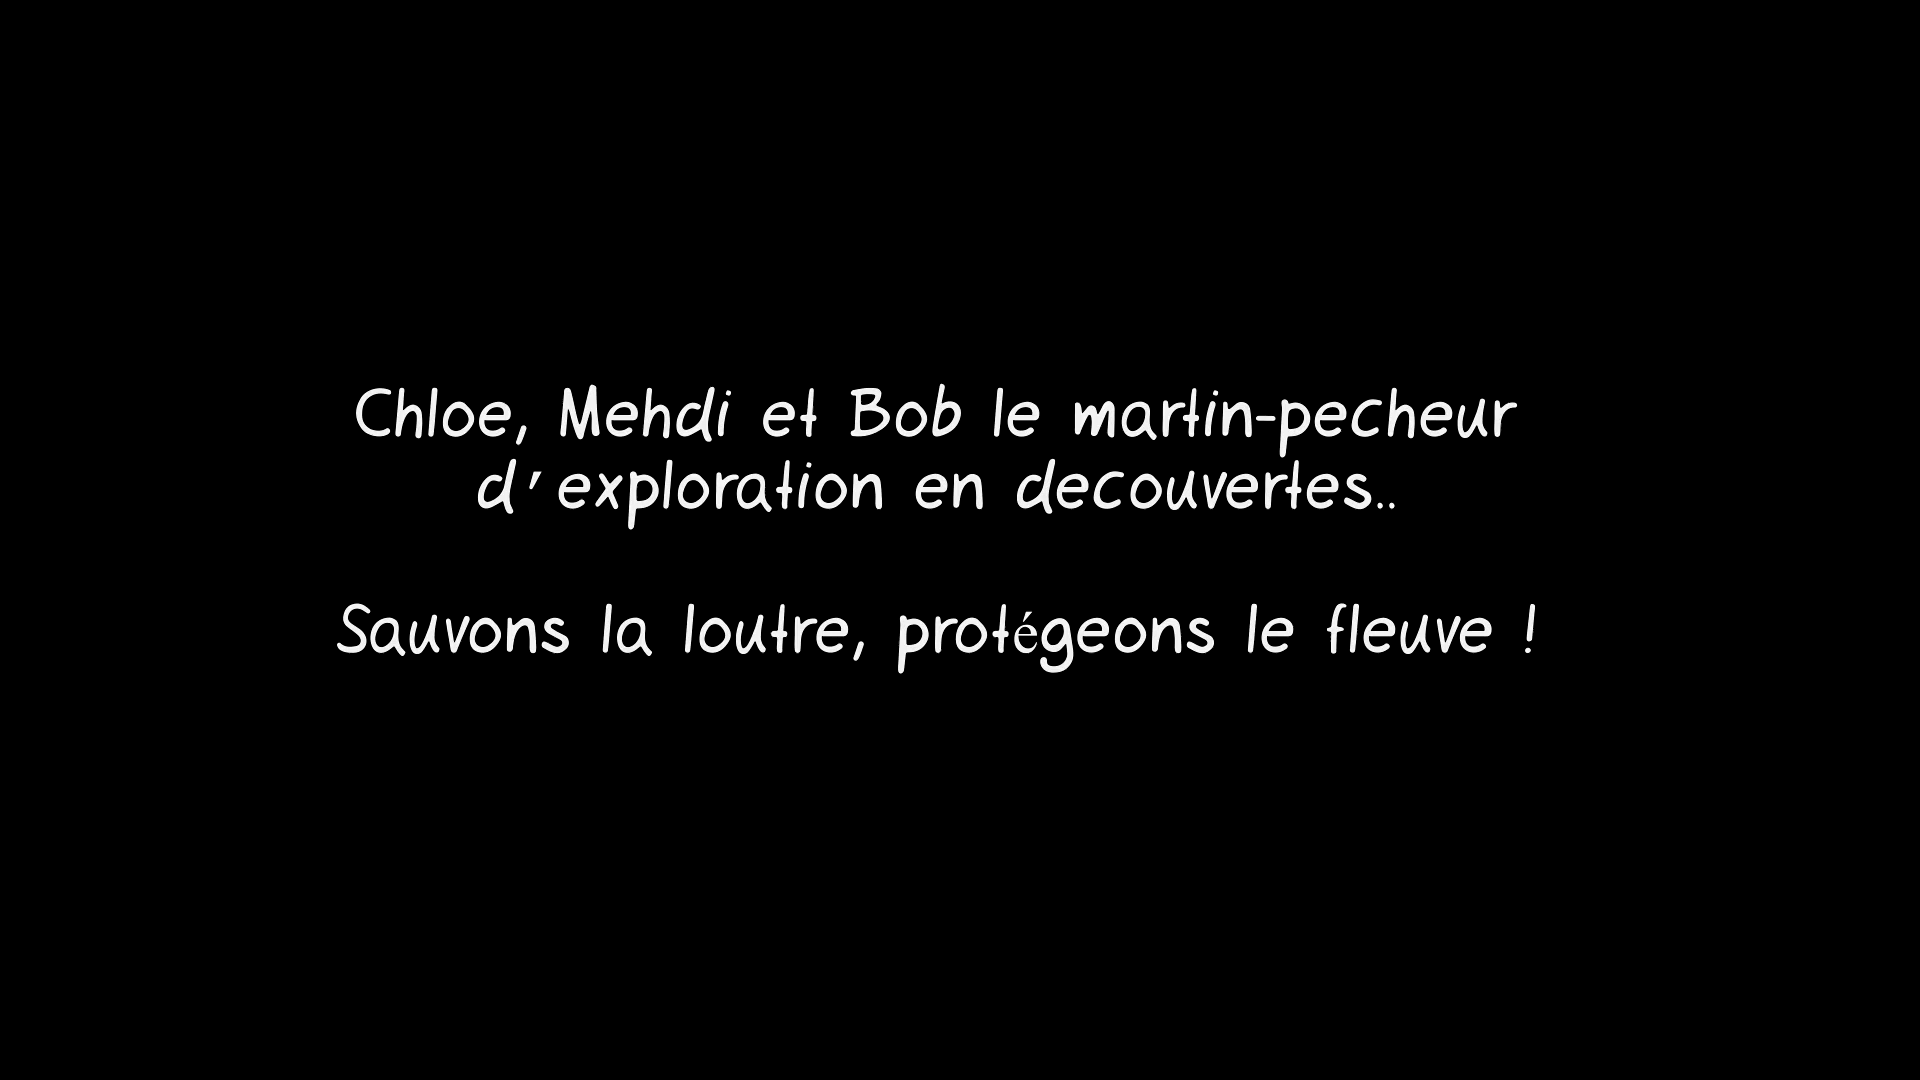 Chloe, Mehdi et Bob le martin-pecheur
d'exploration en decouvertes..
Sauvons la loutre, protégeons le fleuve !